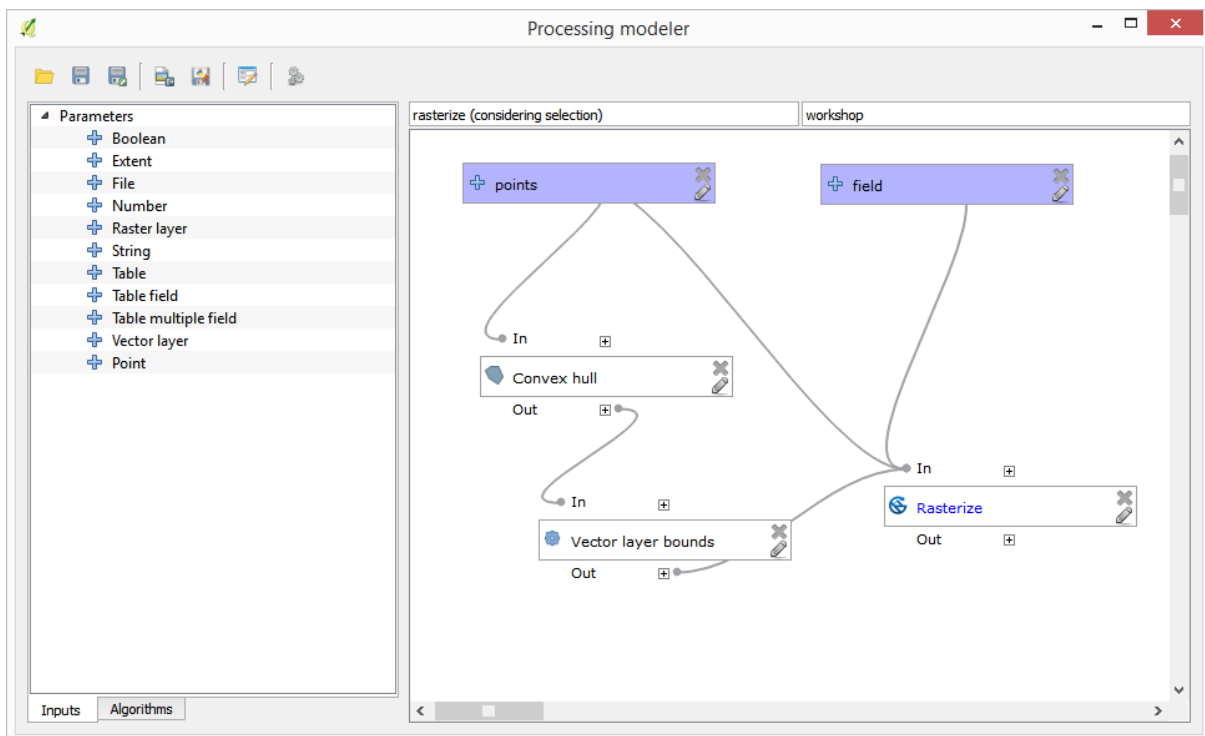 Processing modeler
Parameters
Boolean
Extent
File
Number
Raster layer
String
Table
Table field
Table multiple field
Vector layer
Point
Inputs
Algorithms
rasterize (considering selection)
workshop
points
field
In
Convex hull
Out
In
Rasterize
Out
In
Vector layer bounds
Out